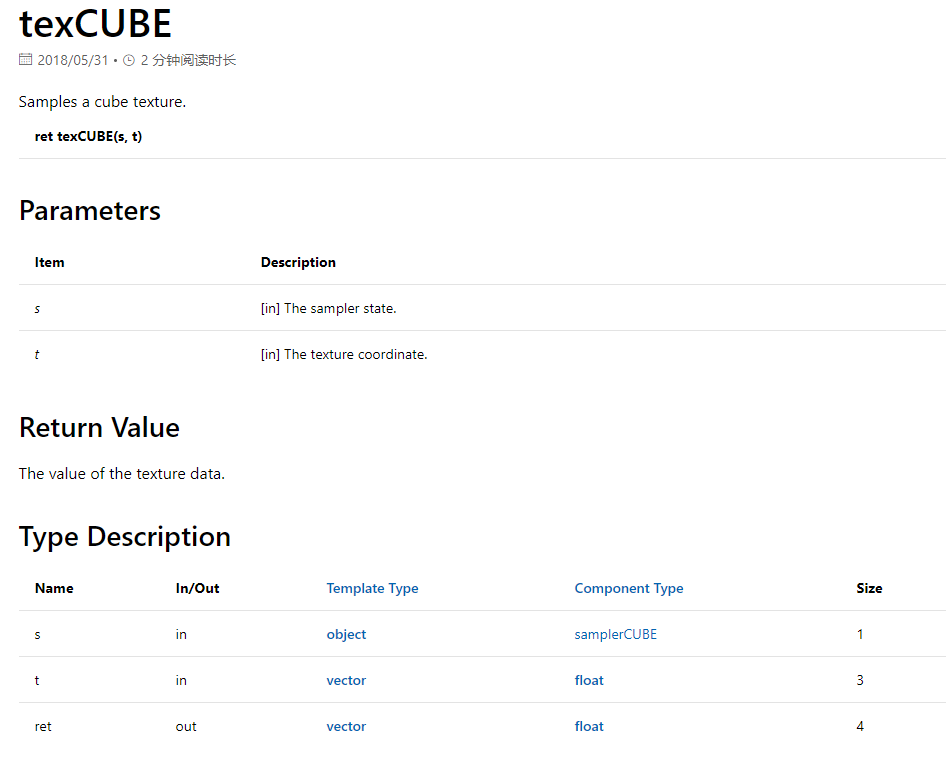 texCUBE
2018/05/31 • 2 分钟阅读时长
Samples a cube texture.
ret texCUBE(s, t)
Parameters
Item Description
s [in] The sampler state.
t [in] The texture coordinate.
Return Value
The value of the texture data.
Type Description
Name In/Out Template Type Component Type Size
s in object samplerCUBE 1
t in vector float 3
ret out vector float 4